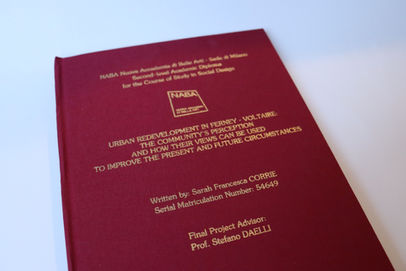 NABA Nuova Accademia di Belle Arti - Sede di Milano
Second-level Academic Diploma
for the Course of Study in Social Design
NABA
URBAN REDEVELOPMENT IN FERNEY - VOLTAIRE:
THE COMMUNITY'S PERCEPTION
AND HOW THEIR VIEWS CAN BE USED
TO IMPROVE THE PRESENT AND FUTURE CIRCUMSTANCES
Written by: Sarah Francesca CORRIE
Serial Matriculation Number: 54649
Final Project Advisor:
Prof. Stefano DAELLI